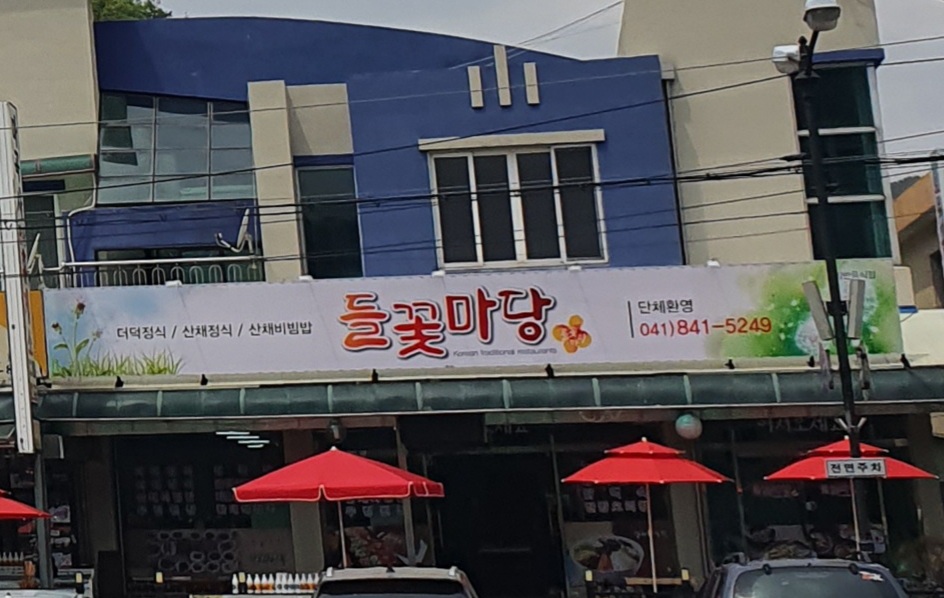 더덕정식 / 산채정식 / 산채비빔밥
들꽃마당
Korean traditional restaurants
단체환영
041) 841-5249
전면주차